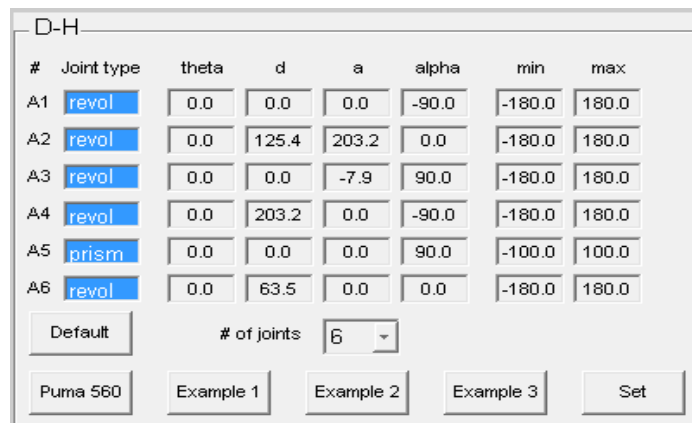 D-H
# Joint type theta d a alpha min max
A1 revol 0.0 0.0 0.0 -90.0 -180.0 180.0
A2 revol 0.0 125.4 203.2 0.0 -180.0 180.0
A3 revol 0.0 0.0 -7.9 90.0 -180.0 180.0
A4 revol 0.0 203.2 0.0 -90.0 -180.0 180.0
A5 prism 0.0 0.0 0.0 90.0 -100.0 100.0
A6 revol 0.0 63.5 0.0 0.0 -180.0 180.0
Default # of joints 6
Puma 560 Example 1 Example 2 Example 3 Set